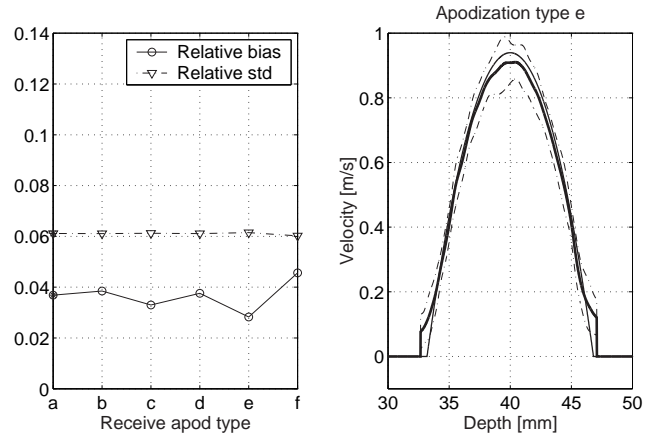 0.14
0.12
0.1
0.08
0.06
0.04
0.02
0
a b c d e f
Receive apod type
Relative bias
Relative std
Apodization type e
1
0.8
0.6
0.4
0.2
0
Velocity [m/s]
30 35 40 45 50
Depth [mm]